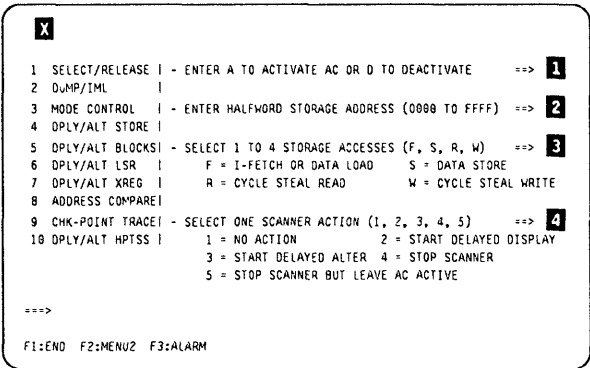 X
1 SELECT/RELEASE | - ENTER A TO ACTIVATE AC OR D TO DEACTIVATE ==> 1
2 DUMP/IML |
3 MODE CONTROL | - ENTER HALFWORD STORAGE ADDRESS (0000 TO FFFF) ==> 2
4 DPLY/ALT STORE |
5 DPLY/ALT BLOCKS| - SELECT 1 TO 4 STORAGE ACCESSES (F, S, R, W) ==> 3
6 DPLY/ALT LSR | F = I-FETCH OR DATA LOAD S = DATA STORE
7 DPLY/ALT XREG | R = CYCLE STEAL READ W = CYCLE STEAL WRITE
8 ADDRESS COMPARE|
9 CHK-POINT TRACE| - SELECT ONE SCANNER ACTION (1, 2, 3, 4, 5) ==> 4
10 DPLY/ALT HPTSS | 1 = NO ACTION 2 = START DELAYED DISPLAY
3 = START DELAYED ALTER 4 = STOP SCANNER
5 = STOP SCANNER BUT LEAVE AC ACTIVE
===>
F1:END F2:MENU2 F3:ALARM